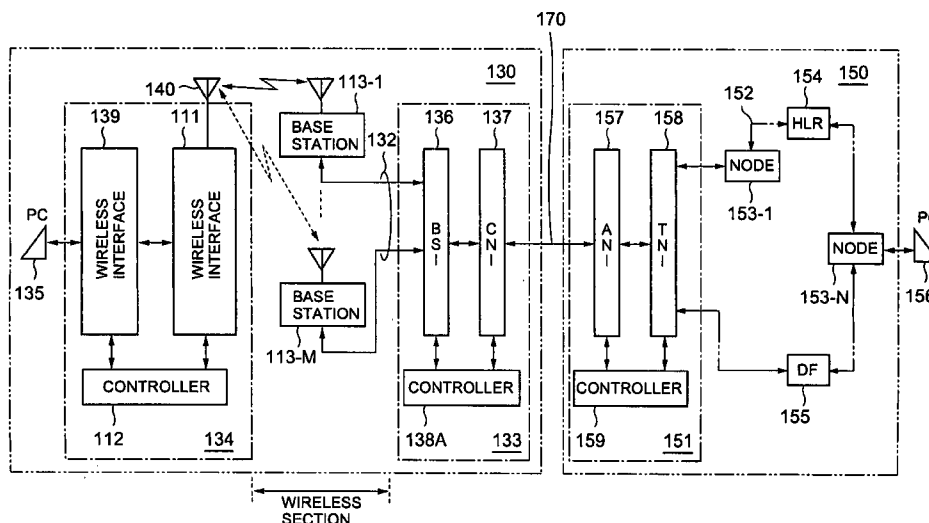 140
113-1
130
170
150
154
152
139
111
136
137
157
158
HLR
BASE
STATION
132
NODE
153-1
PC
WIRELESS
INTERFACE
WIRELESS
INTERFACE
BSI
CNI
ANI
TNI
135
NODE
153-N
156
BASE
STATION
113-M
CONTROLLER
CONTROLLER
CONTROLLER
DF
155
112
134
138A
133
159
151
WIRELESS
SECTION